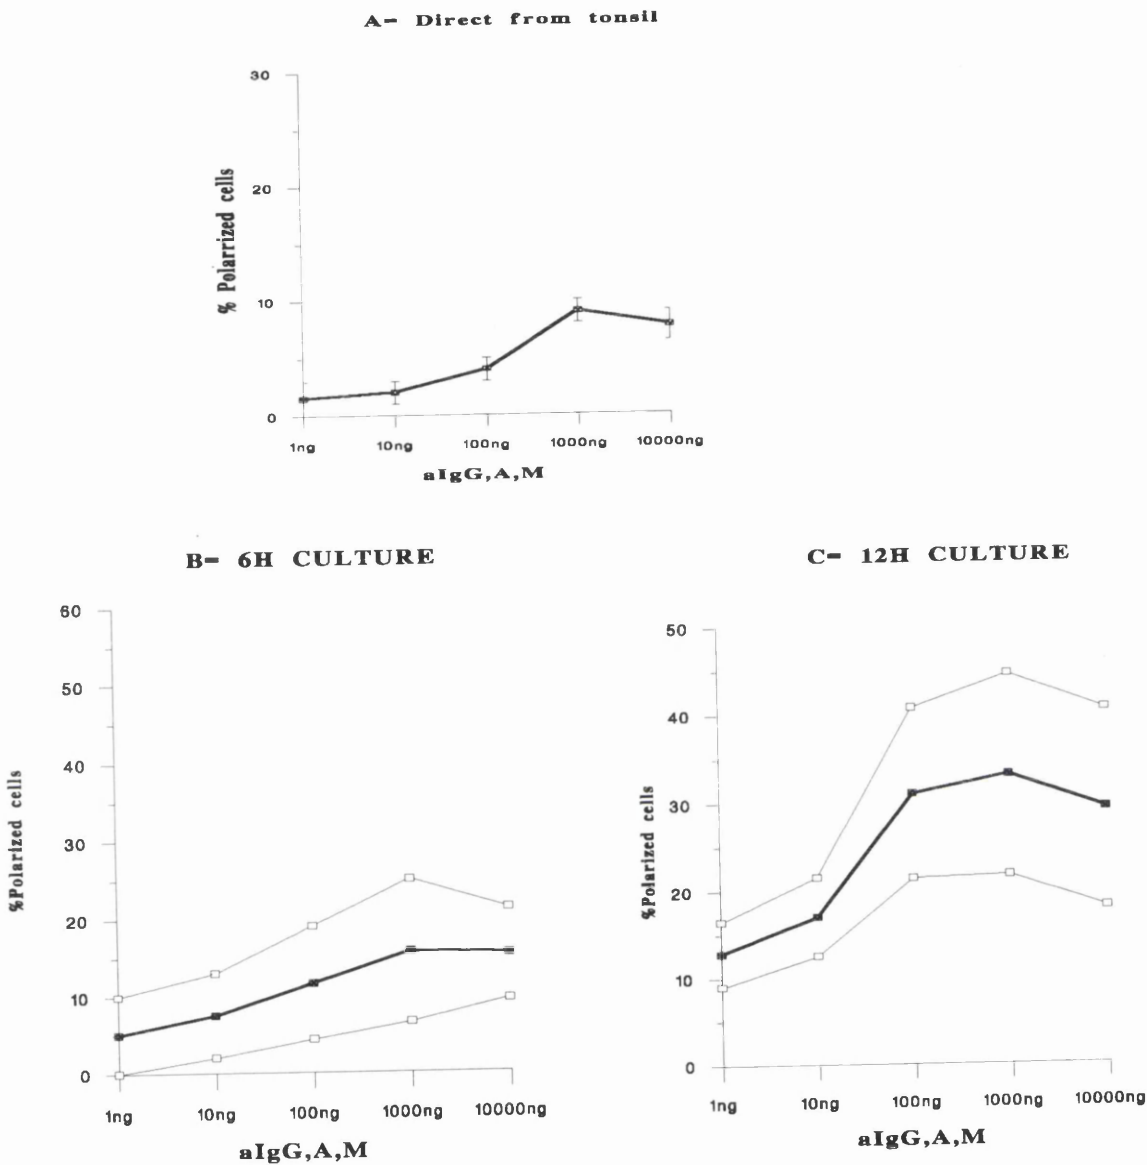 A- Direct from tonsil
30
20
10
0
% Polarrized cells
1ng 10ng 100ng 1000ng 10000ng
aIgG,A,M
B- 6H CULTURE
60
50
40
30
20
10
0
%Polarized cells
1ng 10ng 100ng 1000ng 10000ng
aIgG,A,M
C- 12H CULTURE
50
40
30
20
10
0
%Polarized cells
1ng 10ng 100ng 1000ng 10000ng
aIgG,A,M